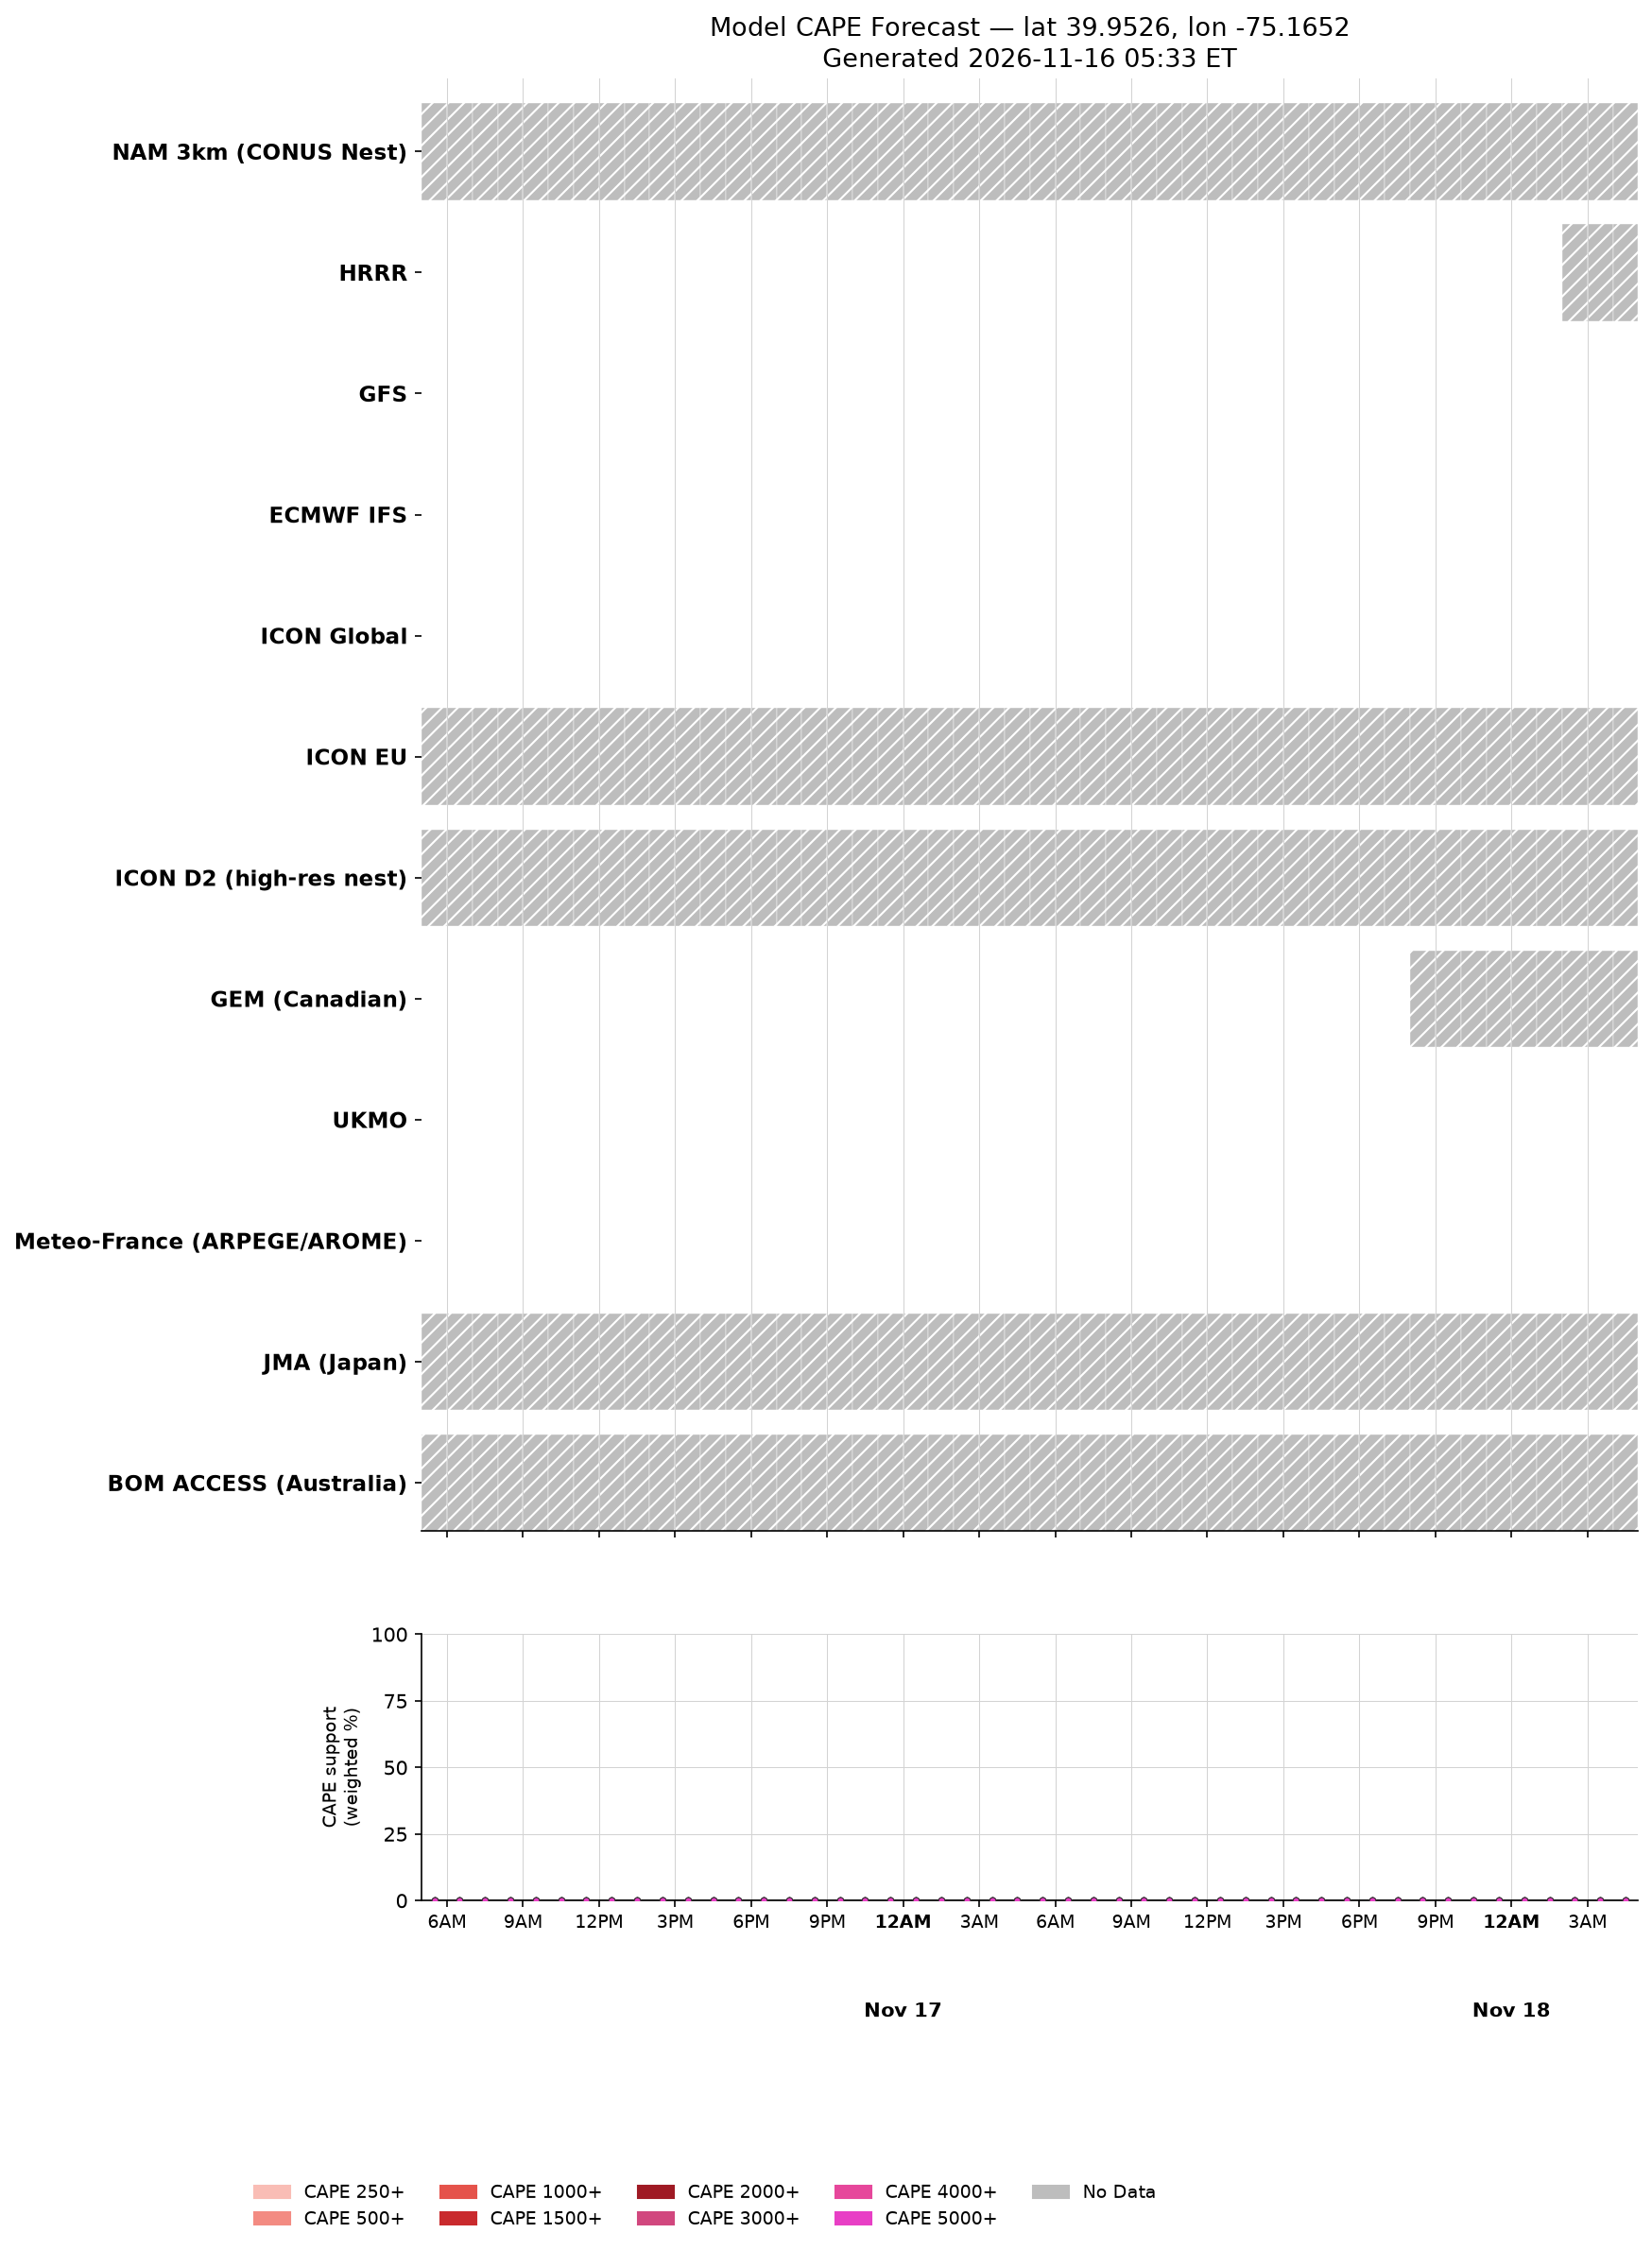 Model CAPE Forecast — lat 39.9526, lon -75.1652
Generated 2026-11-16 05:33 ET
NAM 3km (CONUS Nest)
HRRR
GFS
ECMWF IFS
ICON Global
ICON EU
ICON D2 (high-res nest)
GEM (Canadian)
UKMO
Meteo-France (ARPEGE/AROME)
JMA (Japan)
BOM ACCESS (Australia)
CAPE support
(weighted %)
100
75
50
25
0
6AM 9AM 12PM 3PM 6PM 9PM 12AM 3AM 6AM 9AM 12PM 3PM 6PM 9PM 12AM 3AM
Nov 17 Nov 18
CAPE 250+ CAPE 1000+ CAPE 2000+ CAPE 4000+ No Data
CAPE 500+ CAPE 1500+ CAPE 3000+ CAPE 5000+